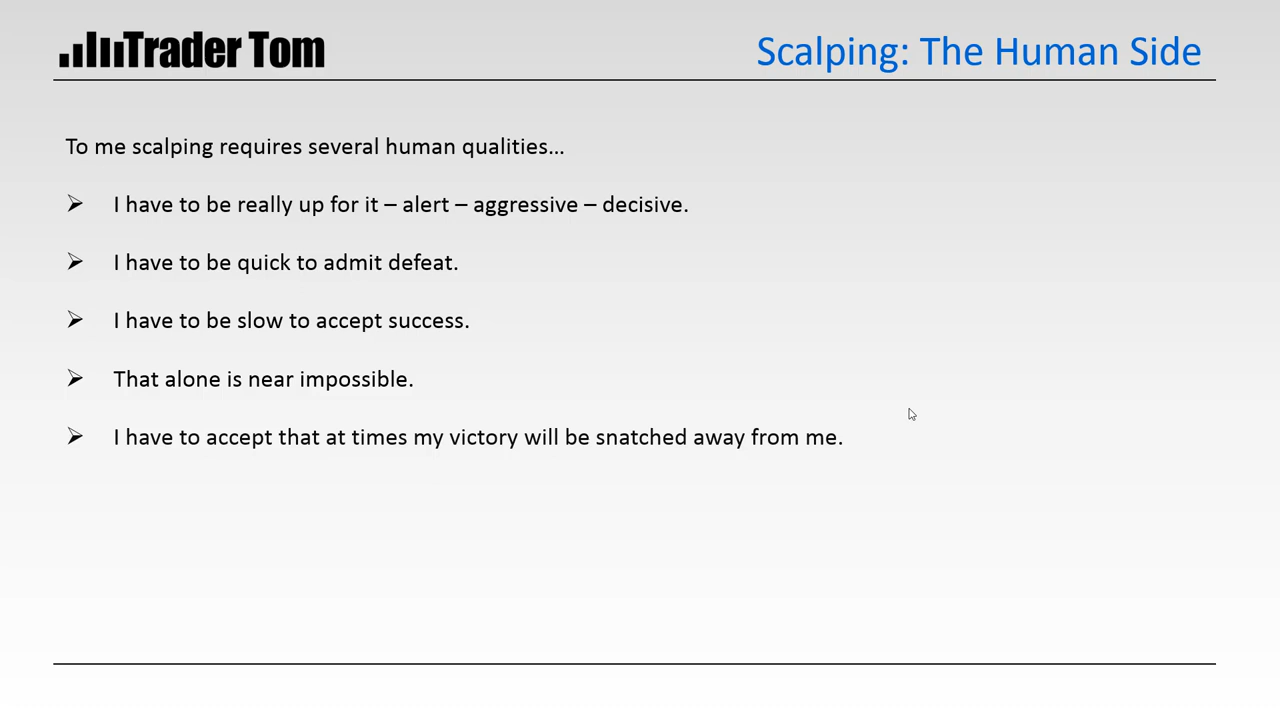 Trader Tom
Scalping: The Human Side
To me scalping requires several human qualities...
I have to be really up for it – alert – aggressive – decisive.
I have to be quick to admit defeat.
I have to be slow to accept success.
That alone is near impossible.
I have to accept that at times my victory will be snatched away from me.